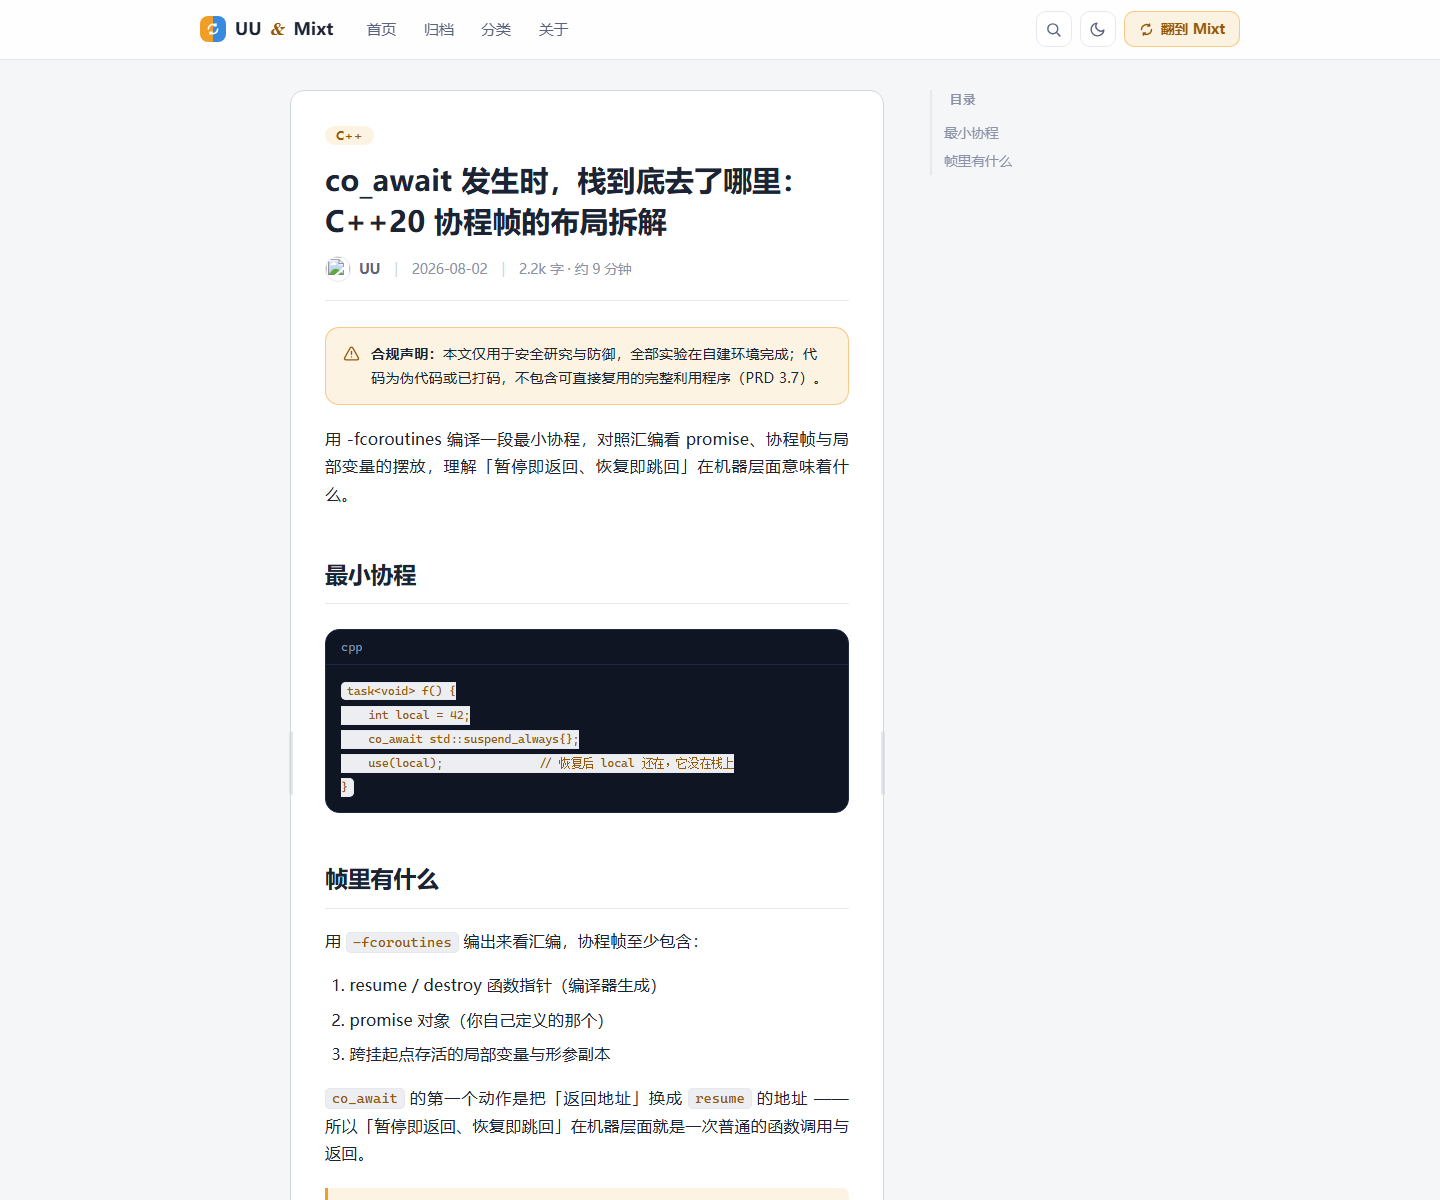 UU & Mixt 首页 归档 分类 关于 翻到 Mixt
目录
最小协程
帧里有什么
C++
co_await 发生时，栈到底去了哪里：
C++20 协程帧的布局拆解
UU | 2026-08-02 | 2.2k 字 · 约 9 分钟
合规声明：本文仅用于安全研究与防御，全部实验在自建环境完成；代
码为伪代码或已打码，不包含可直接复用的完整利用程序（PRD 3.7）。
用 -fcoroutines 编译一段最小协程，对照汇编看 promise、协程帧与局
部变量的摆放，理解「暂停即返回、恢复即跳回」在机器层面意味着什
么。
最小协程
cpp
task<void> f() {
    int local = 42;
    co_await std::suspend_always{};
    use(local);              // 恢复后 local 还在，它没在栈上
}
帧里有什么
用 -fcoroutines 编出来看汇编，协程帧至少包含：
1. resume / destroy 函数指针（编译器生成）
2. promise 对象（你自己定义的那个）
3. 跨挂起点存活的局部变量与形参副本
co_await 的第一个动作是把「返回地址」换成 resume 的地址 ——
所以「暂停即返回、恢复即跳回」在机器层面就是一次普通的函数调用与
返回。